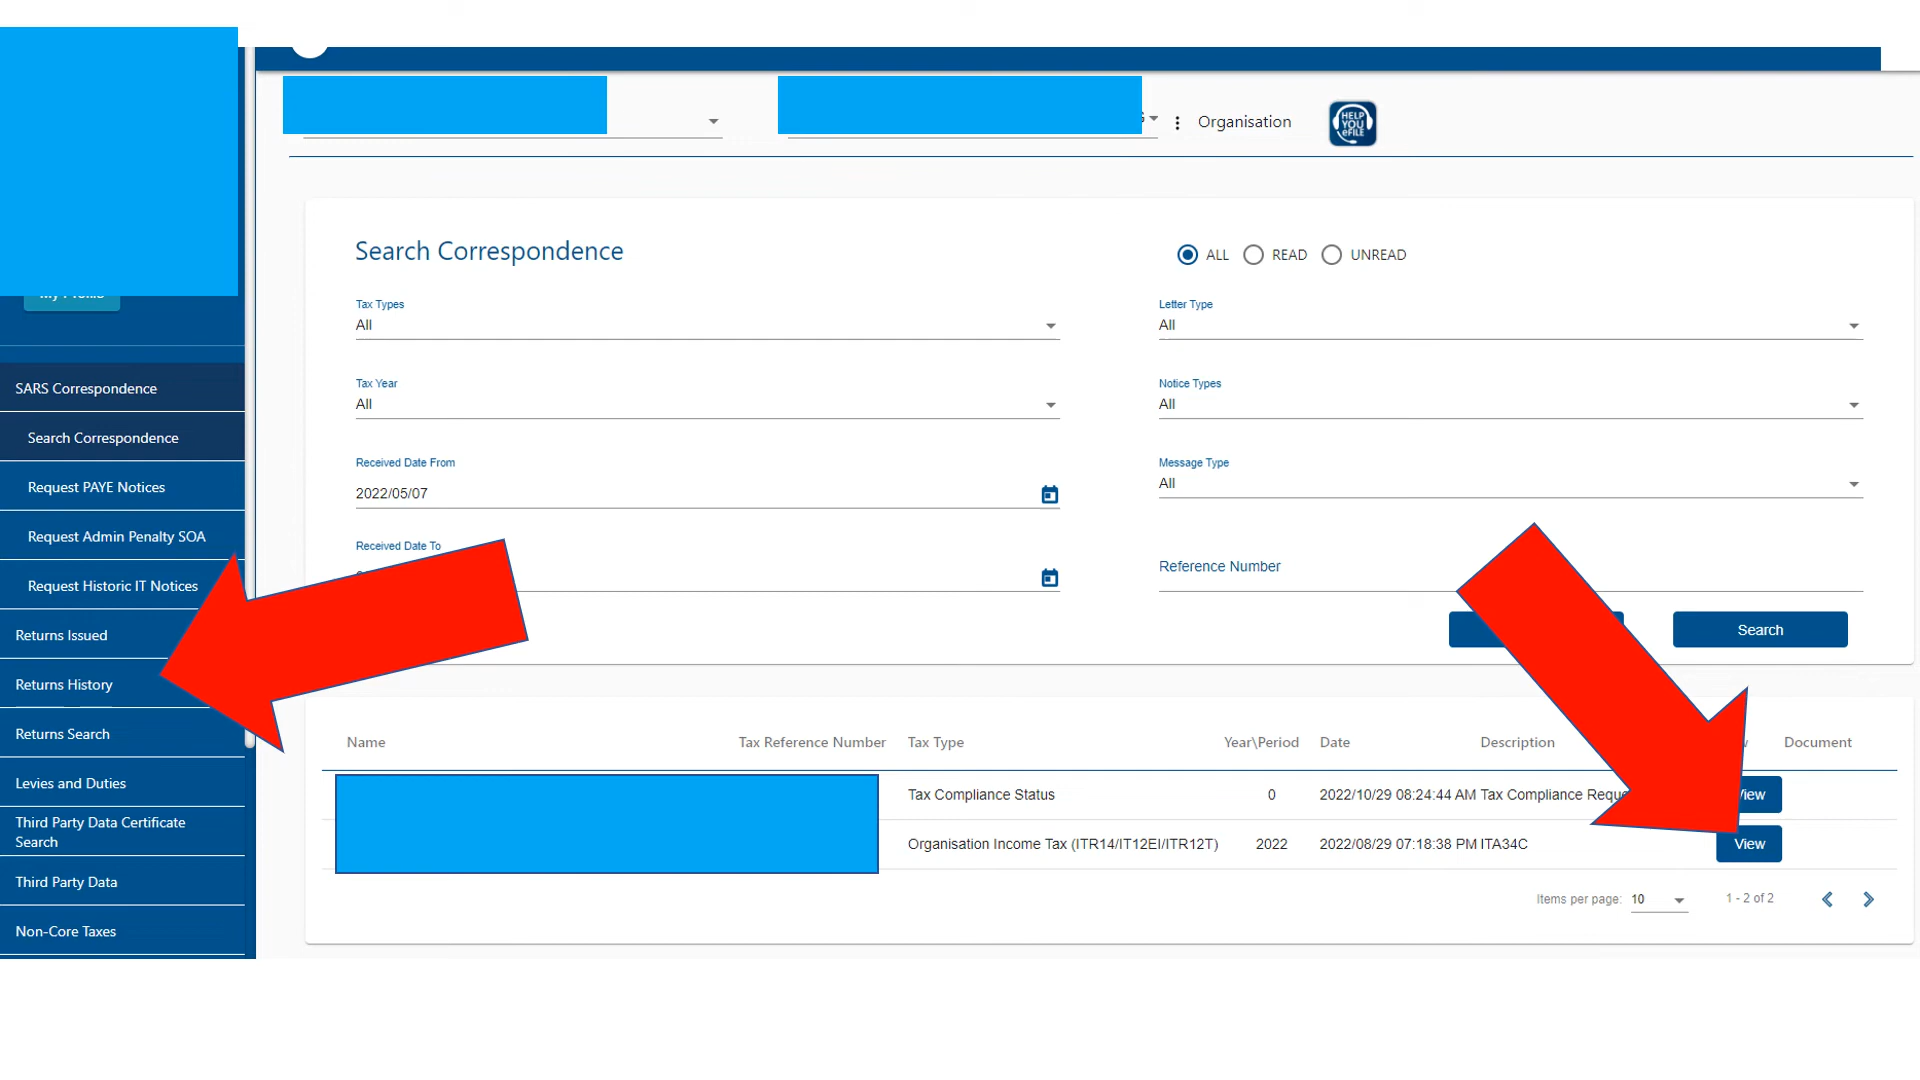 Organisation
HELP
YOU
eFILE
My Profile
Search Correspondence
ALL READ UNREAD
Tax Types
All
Letter Type
All
Tax Year
All
Notice Types
All
Received Date From
2022/05/07
Message Type
All
Received Date To
Reference Number
Search
SARS Correspondence
Search Correspondence
Request PAYE Notices
Request Admin Penalty SOA
Request Historic IT Notices
Returns Issued
Returns History
Returns Search
Levies and Duties
Third Party Data Certificate
Search
Third Party Data
Non-Core Taxes
Name Tax Reference Number Tax Type Year\Period Date Description Document
Tax Compliance Status 0 2022/10/29 08:24:44 AM Tax Compliance View
Organisation Income Tax (ITR14/IT12EI/ITR12T) 2022 2022/08/29 07:18:38 PM ITA34C View
Items per page: 10 1 - 2 of 2